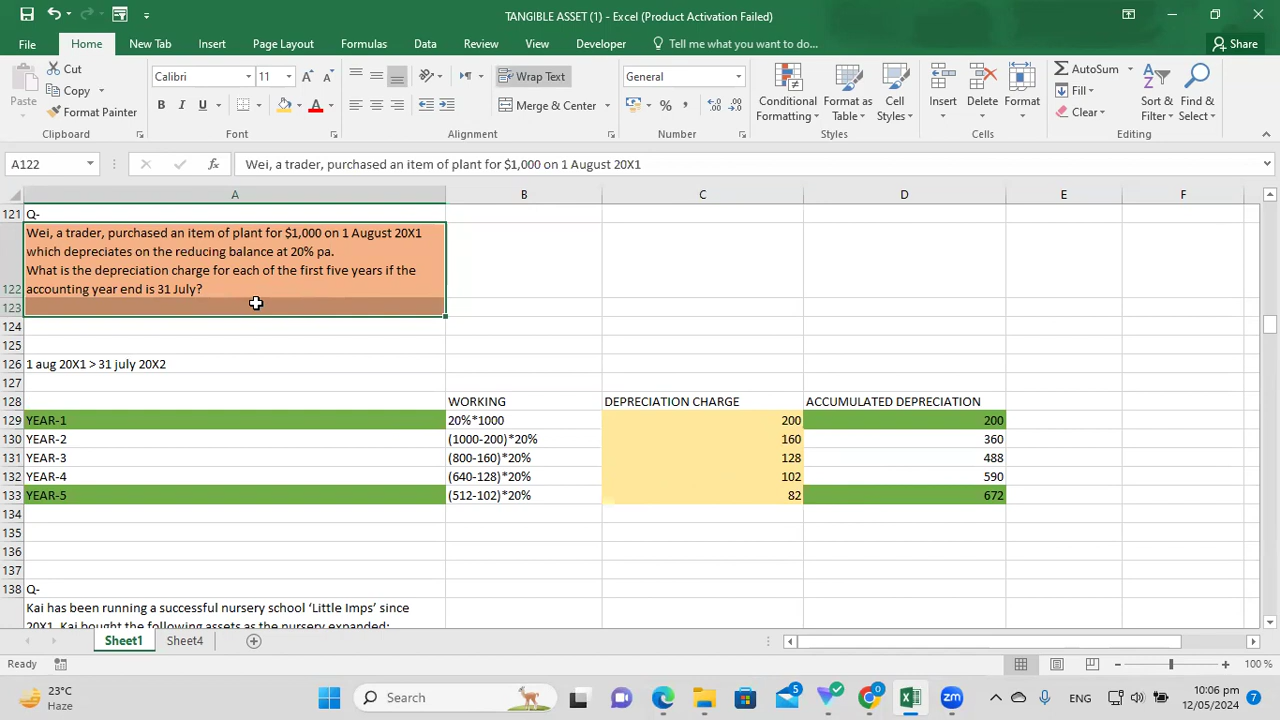 TANGIBLE ASSET (1) - Excel (Product Activation Failed)
File Home New Tab Insert Page Layout Formulas Data Review View Developer Tell me what you want to do... Share
Cut
Copy
Format Painter
Paste
Clipboard
Calibri 11
B I U
Font
Wrap Text
Merge & Center
Alignment
General
Number
Conditional Formatting
Format as Table
Cell Styles
Styles
Insert Delete Format
Cells
AutoSum
Fill
Clear
Sort & Filter
Find & Select
Editing
A122
Wei, a trader, purchased an item of plant for $1,000 on 1 August 20X1
A B C D E F
121 Q-
Wei, a trader, purchased an item of plant for $1,000 on 1 August 20X1
which depreciates on the reducing balance at 20% pa.
What is the depreciation charge for each of the first five years if the
122 accounting year end is 31 July?
123
124
125
126 1 aug 20X1 > 31 july 20X2
127
128 WORKING DEPRECIATION CHARGE ACCUMULATED DEPRECIATION
129 YEAR-1 20%*1000 200 200
130 YEAR-2 (1000-200)*20% 160 360
131 YEAR-3 (800-160)*20% 128 488
132 YEAR-4 (640-128)*20% 102 590
133 YEAR-5 (512-102)*20% 82 672
134
135
136
137
138 Q-
Kai has been running a successful nursery school ‘Little Imps’ since
20X1. Kai bought the following assets as the nursery expanded:
Sheet1 Sheet4
Ready 100 %
23°C
Haze
Search
5
0
ENG
10:06 pm
12/05/2024
7